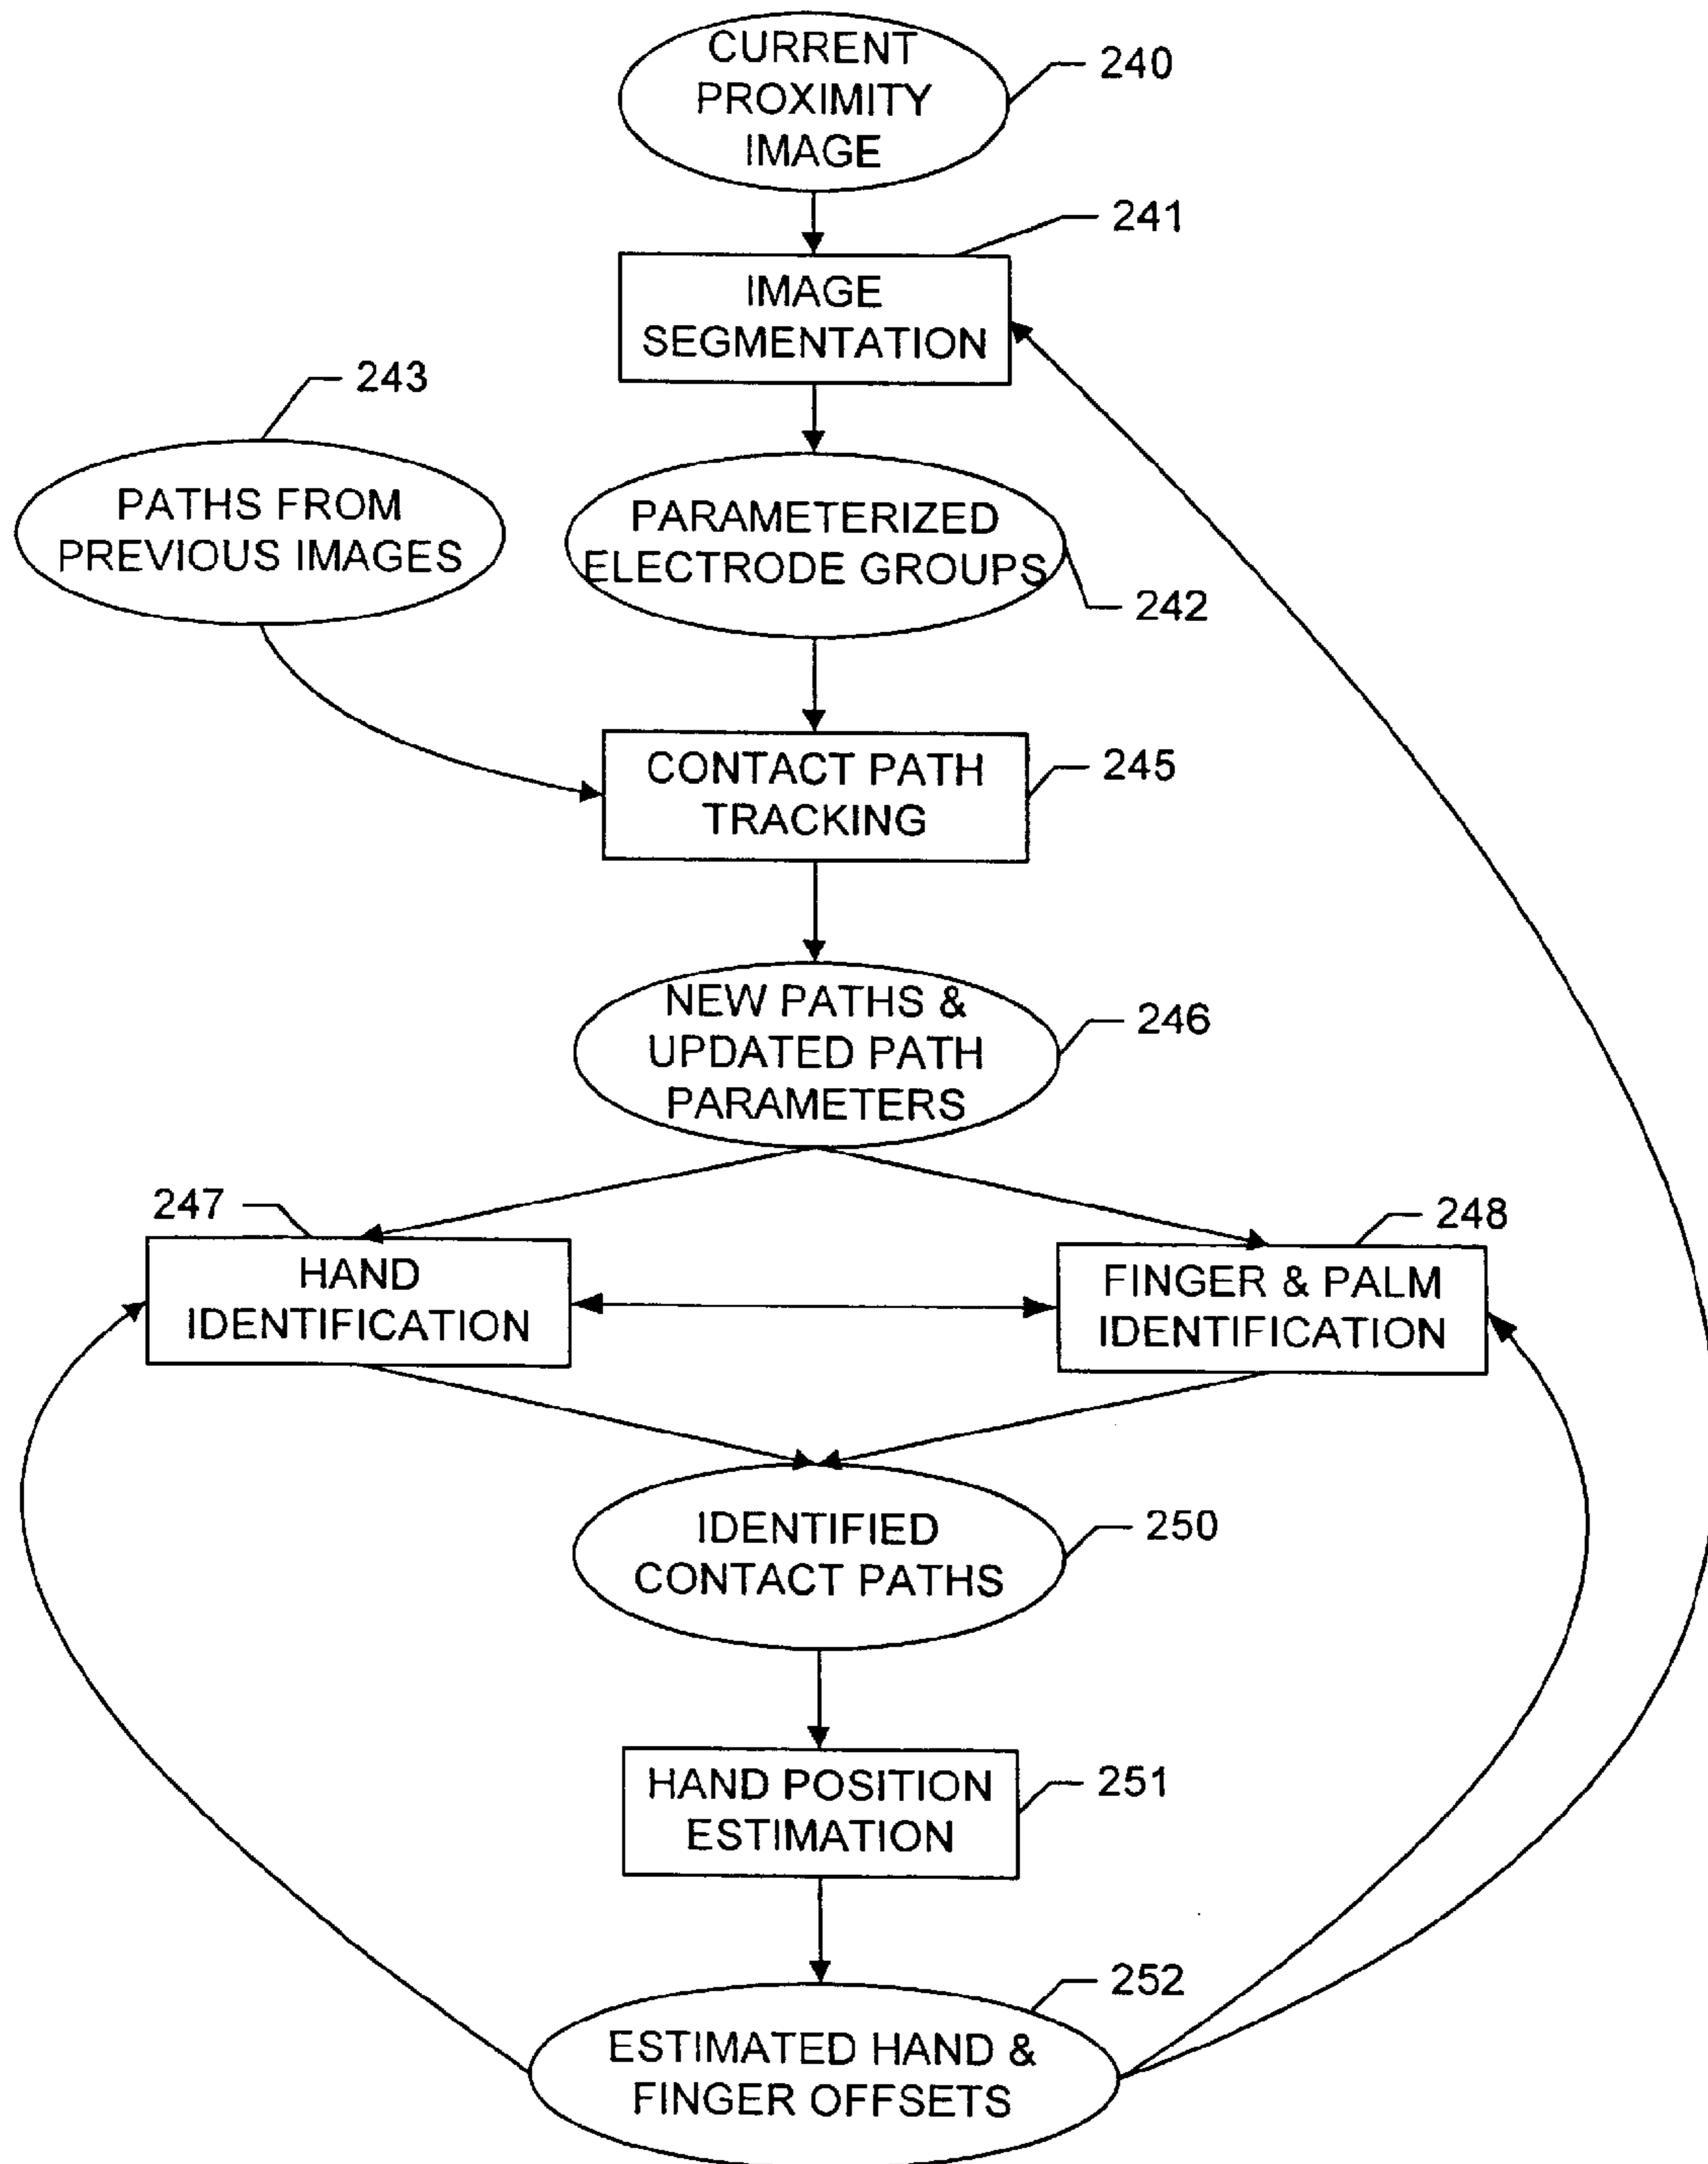 CURRENT
PROXIMITY
IMAGE
240
241
IMAGE
SEGMENTATION
243
PATHS FROM
PREVIOUS IMAGES
PARAMETERIZED
ELECTRODE GROUPS
242
CONTACT PATH
TRACKING
245
NEW PATHS &
UPDATED PATH
PARAMETERS
246
247
HAND
IDENTIFICATION
248
FINGER & PALM
IDENTIFICATION
IDENTIFIED
CONTACT PATHS
250
HAND POSITION
ESTIMATION
251
252
ESTIMATED HAND &
FINGER OFFSETS